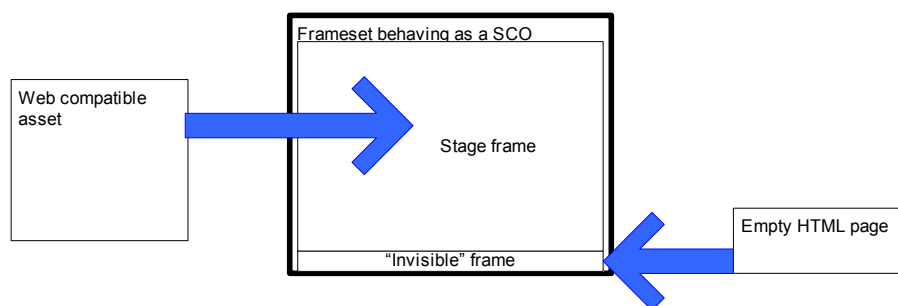 Frameset behaving as a SCO
Web compatible
asset
Stage frame
Empty HTML page
“Invisible” frame